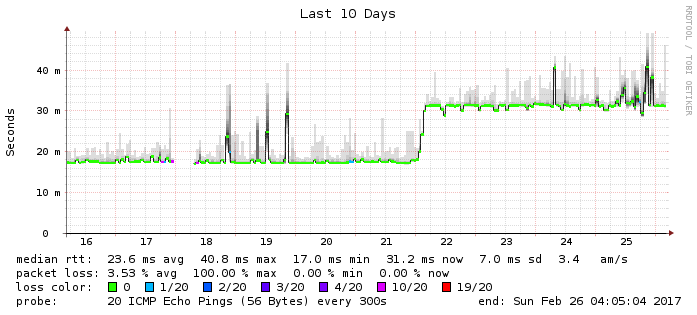 Last 10 Days
RRDTOOL / TOBI OETIKER
Seconds
40 m
30 m
20 m
10 m
0
16 17 18 19 20 21 22 23 24 25
median rtt: 23.6 ms avg 40.8 ms max 17.0 ms min 31.2 ms now 7.0 ms sd 3.4 am/s
packet loss: 3.53 % avg 100.00 % max 0.00 % min 0.00 % now
loss color: 0 1/20 2/20 3/20 4/20 10/20 19/20
probe: 20 ICMP Echo Pings (56 Bytes) every 300s end: Sun Feb 26 04:05:04 2017